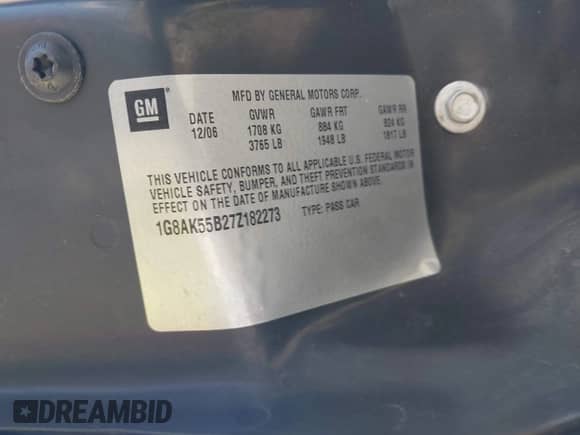 GM
MFD BY GENERAL MOTORS CORP.
DATE GVWR GAWR FRT GAWR RR
12/06 1708 KG 884 KG 824 KG
3765 LB 1948 LB 1817 LB
THIS VEHICLE CONFORMS TO ALL APPLICABLE U.S. FEDERAL MOTOR
VEHICLE SAFETY, BUMPER, AND THEFT PREVENTION STANDARDS IN
EFFECT ON THE DATE OF MANUFACTURE SHOWN ABOVE.
1G8AK55B27Z182273 TYPE: PASS CAR
DREAMBID